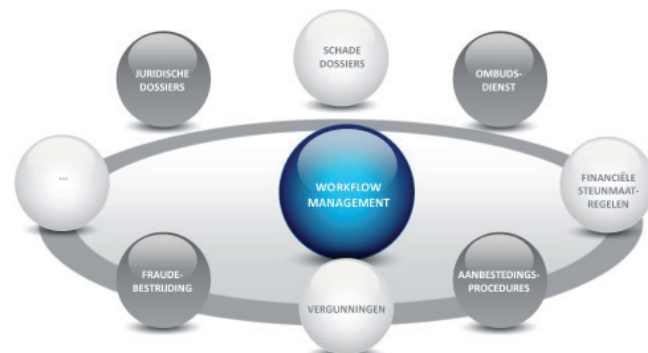 SCHADE
DOSSIERS
JURIDISCHE
DOSSIERS
OMBUDS-
DIENST
...
WORKFLOW
MANAGEMENT
FINANCIËLE
STEUNMAAT-
REGELEN
FRAUDE-
BESTRIJDING
AANBESTEDINGS-
PROCEDURES
VERGUNNINGEN